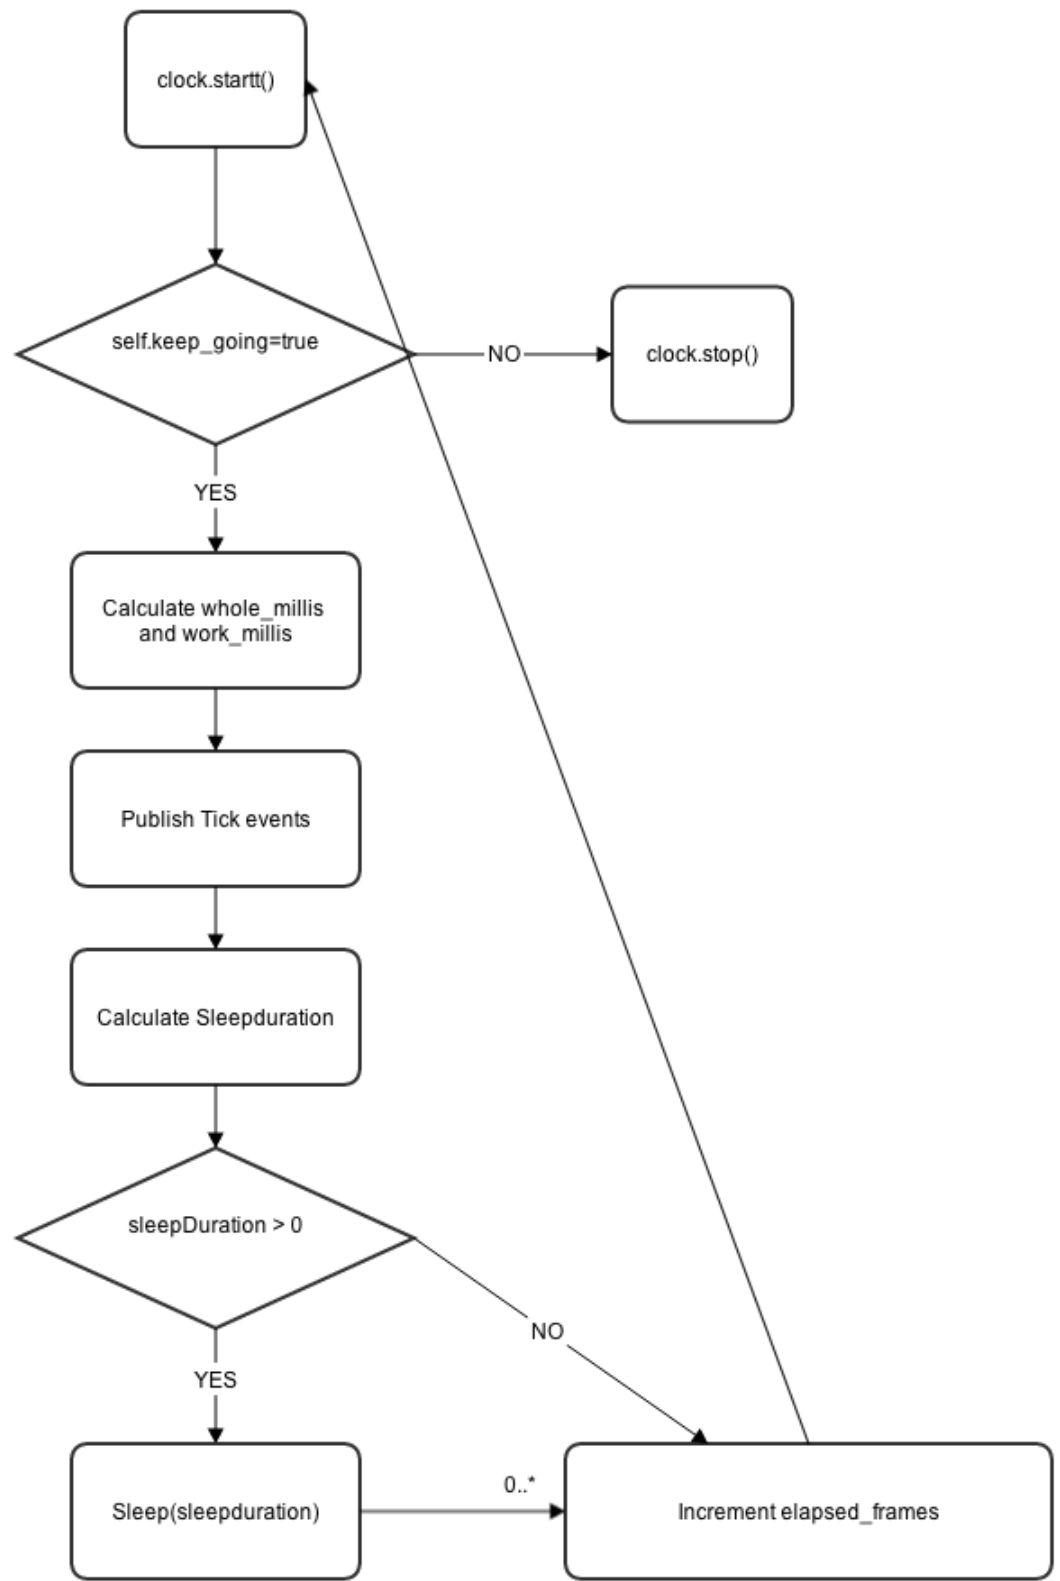 clock.startt()
self.keep_going=true
NO
clock.stop()
YES
Calculate whole_millis
and work_millis
Publish Tick events
Calculate Sleepduration
sleepDuration > 0
NO
YES
Sleep(sleepduration)
0..*
Increment elapsed_frames